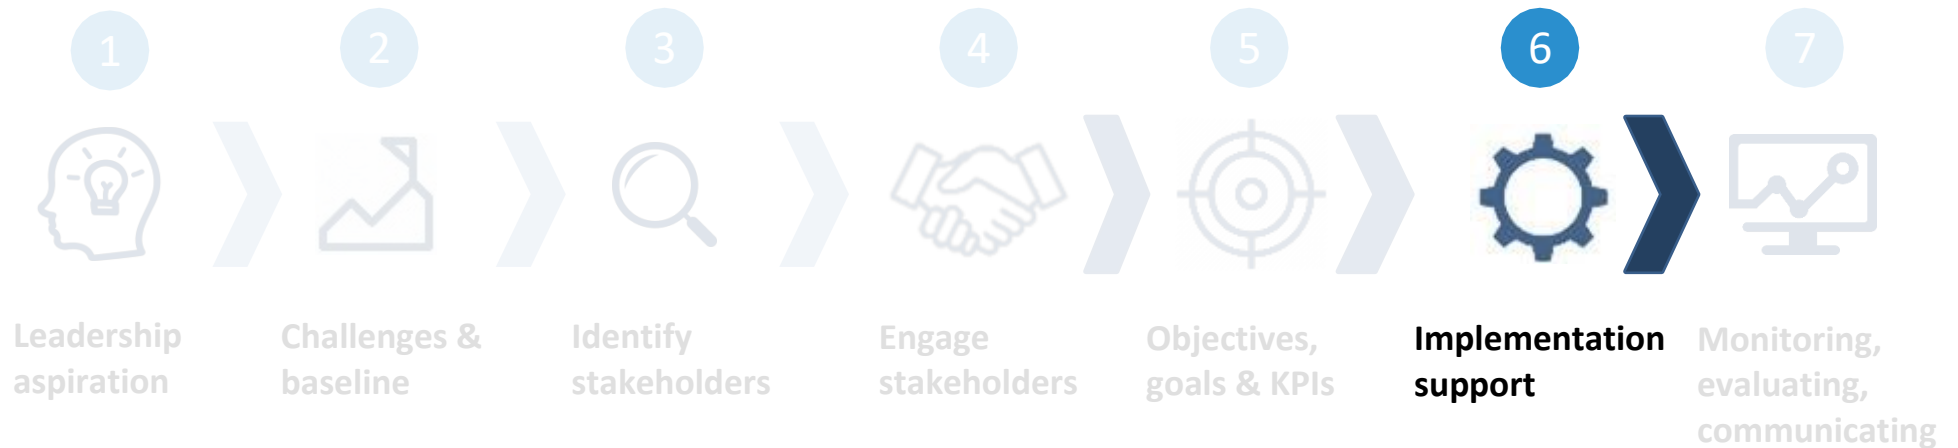 1
2
3
4
5
6
7
Leadership
aspiration
Challenges &
baseline
Identify
stakeholders
Engage
stakeholders
Objectives,
goals & KPIs
Implementation
support
Monitoring,
evaluating,
communicating